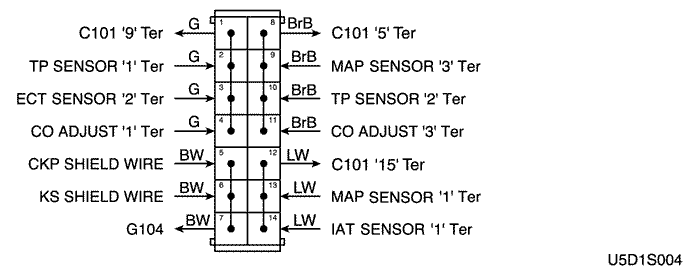 C101 '9' Ter G 1 8 BrB C101 '5' Ter
TP SENSOR '1' Ter G 2 9 BrB MAP SENSOR '3' Ter
ECT SENSOR '2' Ter G 3 10 BrB TP SENSOR '2' Ter
CO ADJUST '1' Ter G 4 11 BrB CO ADJUST '3' Ter
CKP SHIELD WIRE BW 5 12 LW C101 '15' Ter
KS SHIELD WIRE BW 6 13 LW MAP SENSOR '1' Ter
G104 BW 7 14 LW IAT SENSOR '1' Ter
U5D1S004